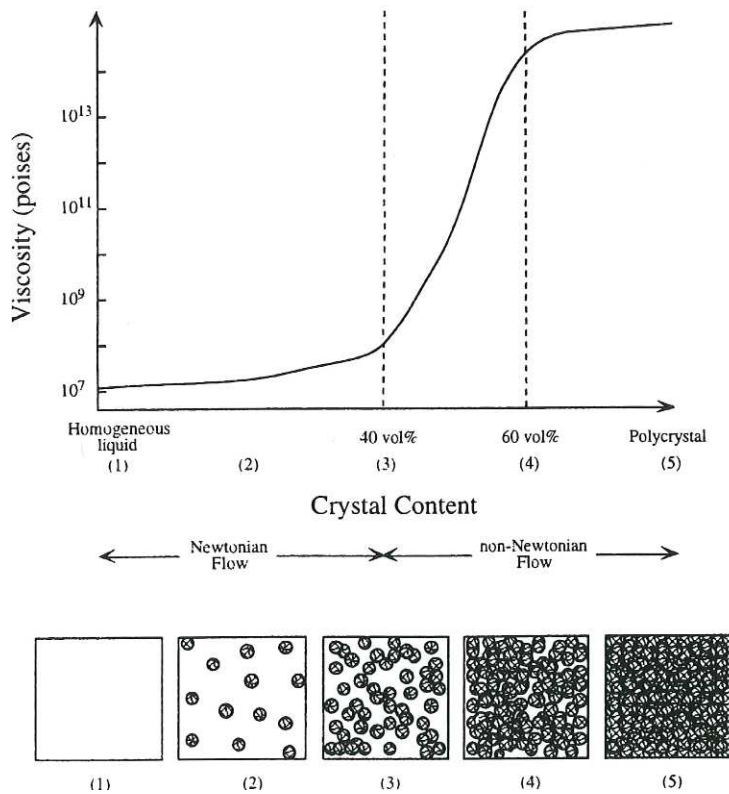 Viscosity (poises)
10¹³
10¹¹
10⁹
10⁷
Homogeneous
liquid
40 vol%
60 vol%
Polycrystal
(1)
(2)
(3)
(4)
(5)
Crystal Content
Newtonian
Flow
non-Newtonian
Flow
(1)
(2)
(3)
(4)
(5)